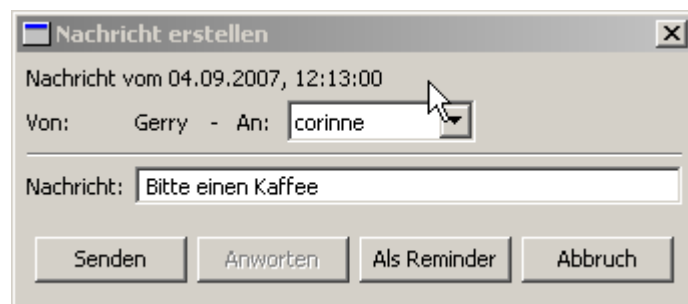 Nachricht erstellen
Nachricht vom 04.09.2007, 12:13:00
Von: Gerry - An: corinne
Nachricht: Bitte einen Kaffee
Senden Anworten Als Reminder Abbruch